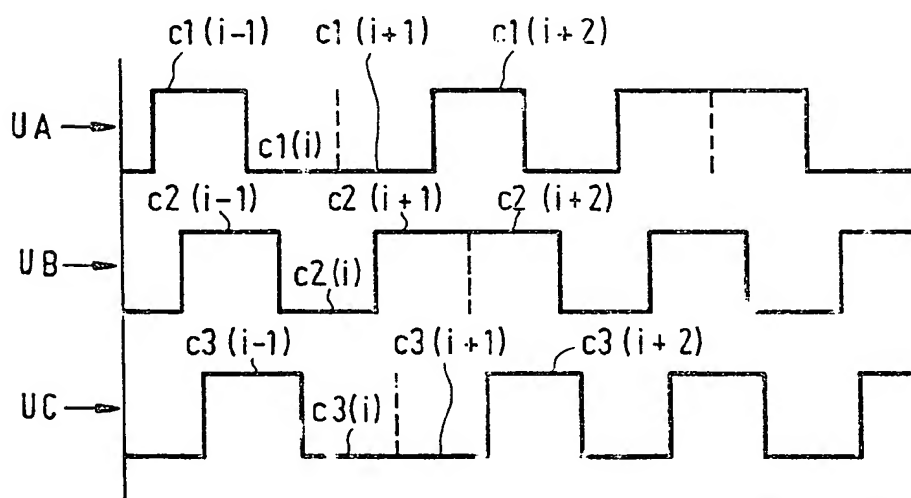 c1(i-1) c1(i+1) c1(i+2)
UA
c1(i)
c2(i-1) c2(i+1) c2(i+2)
UB
c2(i)
c3(i-1) c3(i+1) c3(i+2)
UC
c3(i)